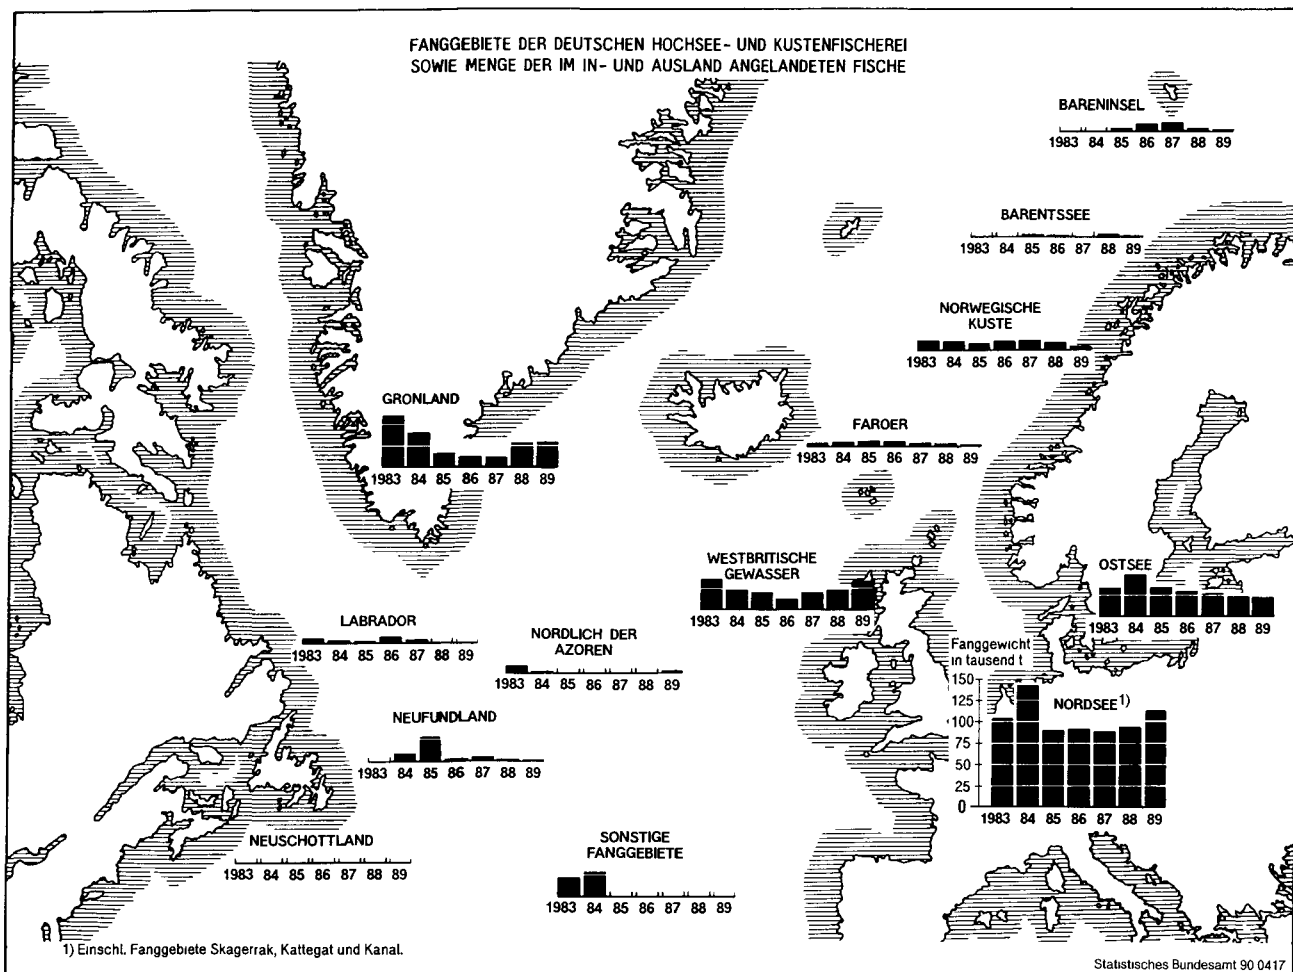 FANGGEBIETE DER DEUTSCHEN HOCHSEE- UND KUSTENFISCHEREI
SOWIE MENGE DER IM IN- UND AUSLAND ANGELANDETEN FISCHE
BARENINSEL
1983 84 85 86 87 88 89
BARENTSSEE
1983 84 85 86 87 88 89
NORWEGISCHE
KUSTE
1983 84 85 86 87 88 89
GRONLAND
1983 84 85 86 87 88 89
FAROER
1983 84 85 86 87 88 89
WESTBRITISCHE
GEWASSER
1983 84 85 86 87 88 89
OSTSEE
1983 84 85 86 87 88 89
LABRADOR
1983 84 85 86 87 88 89
NORDLICH DER
AZOREN
1983 84 85 86 87 88 89
Fanggewicht
in tausend t
150
125
100
75
50
25
0
NORDSEE1)
1983 84 85 86 87 88 89
NEUFUNDLAND
1983 84 85 86 87 88 89
NEUSCHOTTLAND
1983 84 85 86 87 88 89
SONSTIGE
FANGGEBIETE
1983 84 85 86 87 88 89
1) Einschl. Fanggebiete Skagerrak, Kattegat und Kanal.
Statistisches Bundesamt 90 0417